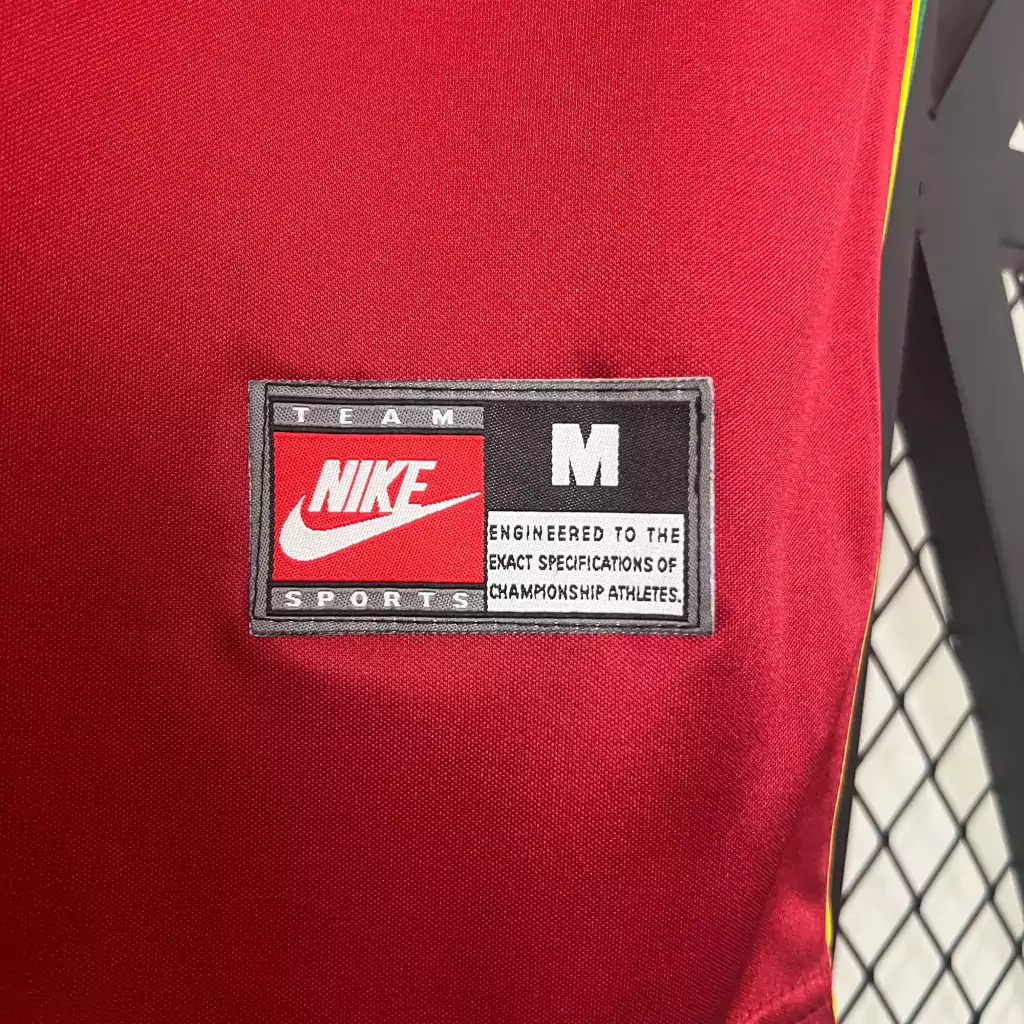 TEAM
NIKE
SPORTS
M
ENGINEERED TO THE
EXACT SPECIFICATIONS OF
CHAMPIONSHIP ATHLETES.